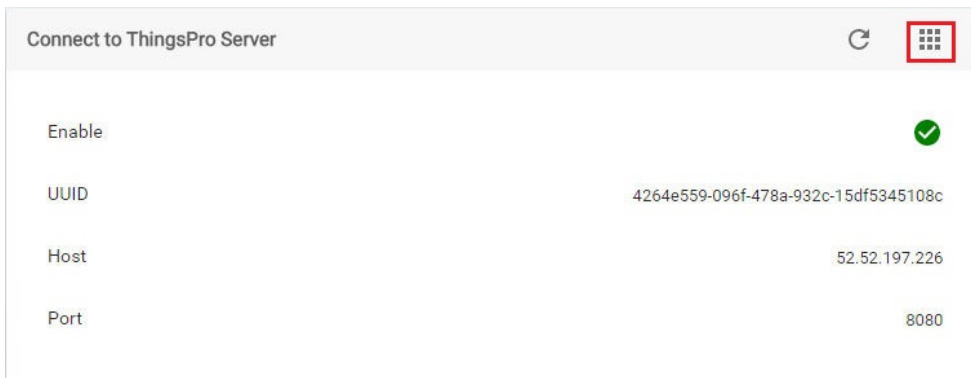 Connect to ThingsPro Server
Enable
UUID 4264e559-096f-478a-932c-15df5345108c
Host 52.52.197.226
Port 8080